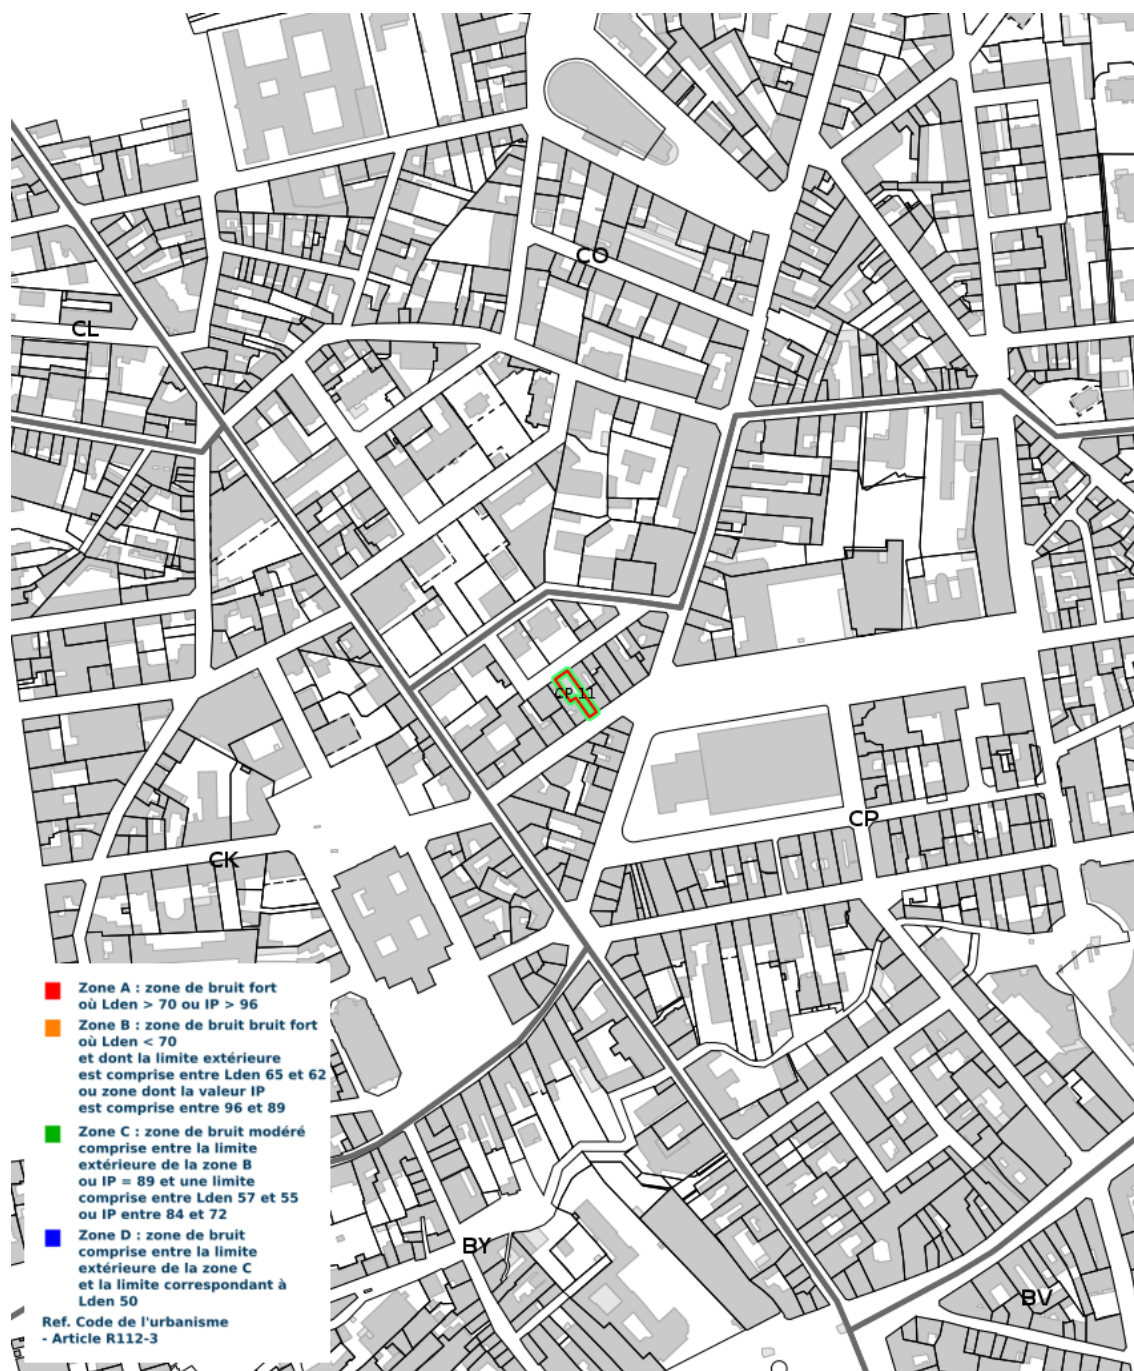 CO
CL
CP 11
CP
CK
Zone A : zone de bruit fort
où Lden > 70 ou IP > 96
Zone B : zone de bruit bruit fort
où Lden < 70
et dont la limite extérieure
est comprise entre Lden 65 et 62
ou zone dont la valeur IP
est comprise entre 96 et 89
Zone C : zone de bruit modéré
comprise entre la limite
extérieure de la zone B
ou IP = 89 et une limite
comprise entre Lden 57 et 55
ou IP entre 84 et 72
Zone D : zone de bruit
comprise entre la limite
extérieure de la zone C
et la limite correspondant à
Lden 50
Ref. Code de l'urbanisme
- Article R112-3
BY
BV